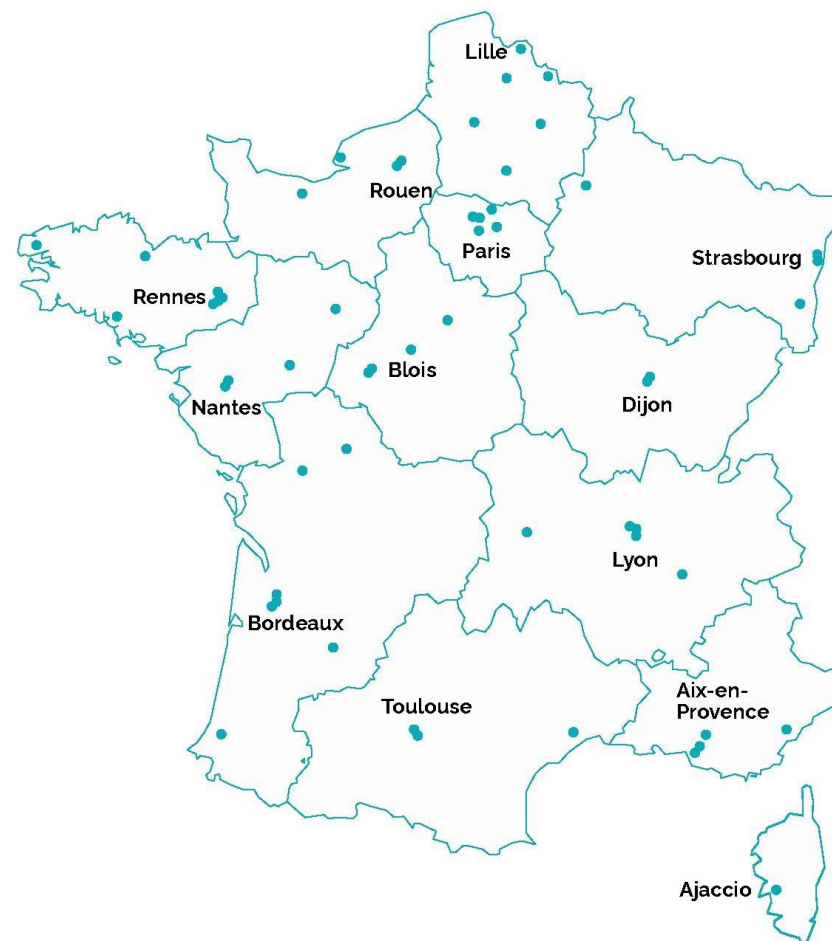 Lille
Rouen
Paris
Strasbourg
Rennes
Blois
Nantes
Dijon
Lyon
Bordeaux
Aix-en-
Provence
Toulouse
Ajaccio